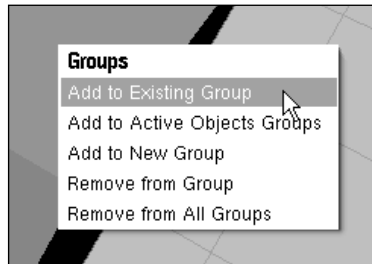 Groups
Add to Existing Group
Add to Active Objects Groups
Add to New Group
Remove from Group
Remove from All Groups